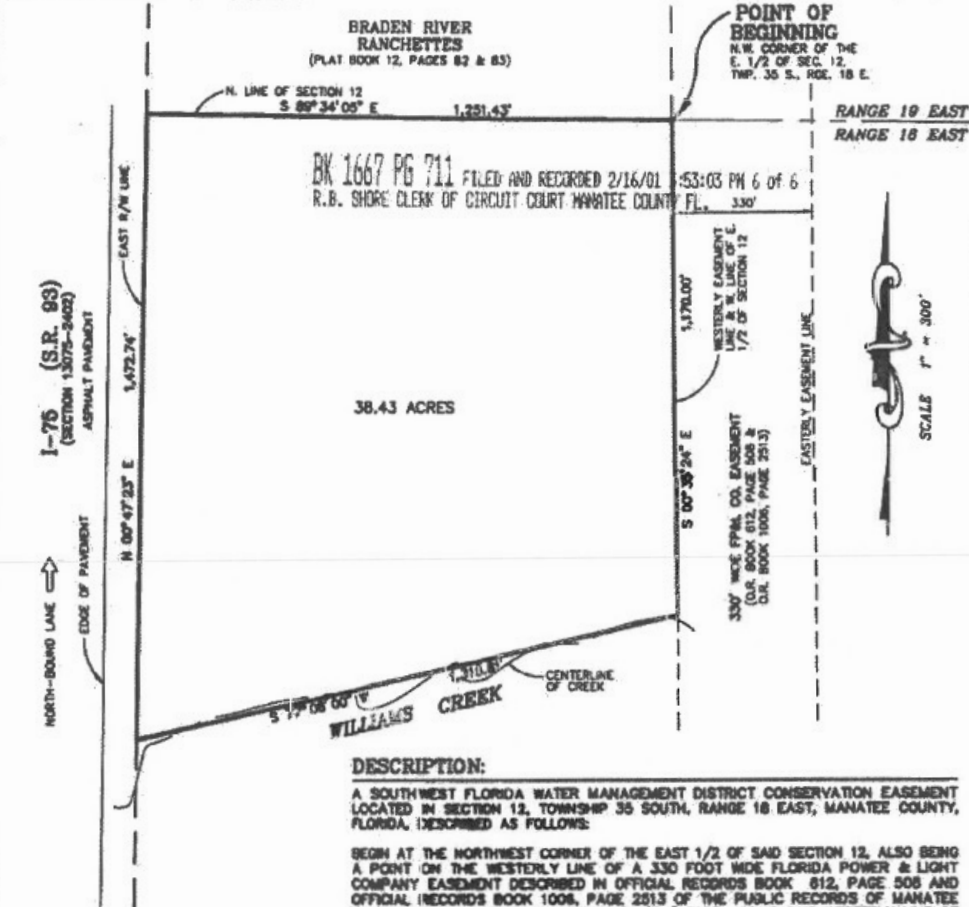 BRADEN RIVER
RANCHETTES
(PLAT BOOK 12, PAGES 82 & 83)
POINT OF
BEGINNING
N.W. CORNER OF THE
E. 1/2 OF SEC. 12,
TWP. 35 S., RGE. 18 E.
N. LINE OF SECTION 12
S 89°34'05" E 1,251.43'
RANGE 19 EAST
RANGE 18 EAST
BK 1667 PG 711 FILED AND RECORDED 2/16/01 :53:03 PM 6 of 6
R.B. SHORE CLERK OF CIRCUIT COURT MANATEE COUNTY FL.
330'
EAST R/W LINE
I-75 (S.R. 93)
(SECTION 13075-2402)
ASPHALT PAVEMENT
N 00°47'23" E 1,472.74'
38.43 ACRES
1,170.00'
S 00°35'24" E
WESTERLY EASEMENT
LINE & W. LINE OF E.
1/2 OF SECTION 12
EASTERLY EASEMENT LINE
330' WIDE FP&L CO. EASEMENT
(O.R. BOOK 612, PAGE 508 &
O.R. BOOK 1006, PAGE 2513)
SCALE 1" = 300'
NORTH-BOUND LANE
EDGE OF PAVEMENT
CENTERLINE
OF CREEK
WILLIAMS CREEK
DESCRIPTION:
A SOUTHWEST FLORIDA WATER MANAGEMENT DISTRICT CONSERVATION EASEMENT
LOCATED IN SECTION 12, TOWNSHIP 35 SOUTH, RANGE 18 EAST, MANATEE COUNTY,
FLORIDA, DESCRIBED AS FOLLOWS:
BEGIN AT THE NORTHWEST CORNER OF THE EAST 1/2 OF SAID SECTION 12, ALSO BEING
A POINT ON THE WESTERLY LINE OF A 330 FOOT WIDE FLORIDA POWER & LIGHT
COMPANY EASEMENT DESCRIBED IN OFFICIAL RECORDS BOOK 612, PAGE 508 AND
OFFICIAL RECORDS BOOK 1006, PAGE 2513 OF THE PUBLIC RECORDS OF MANATEE